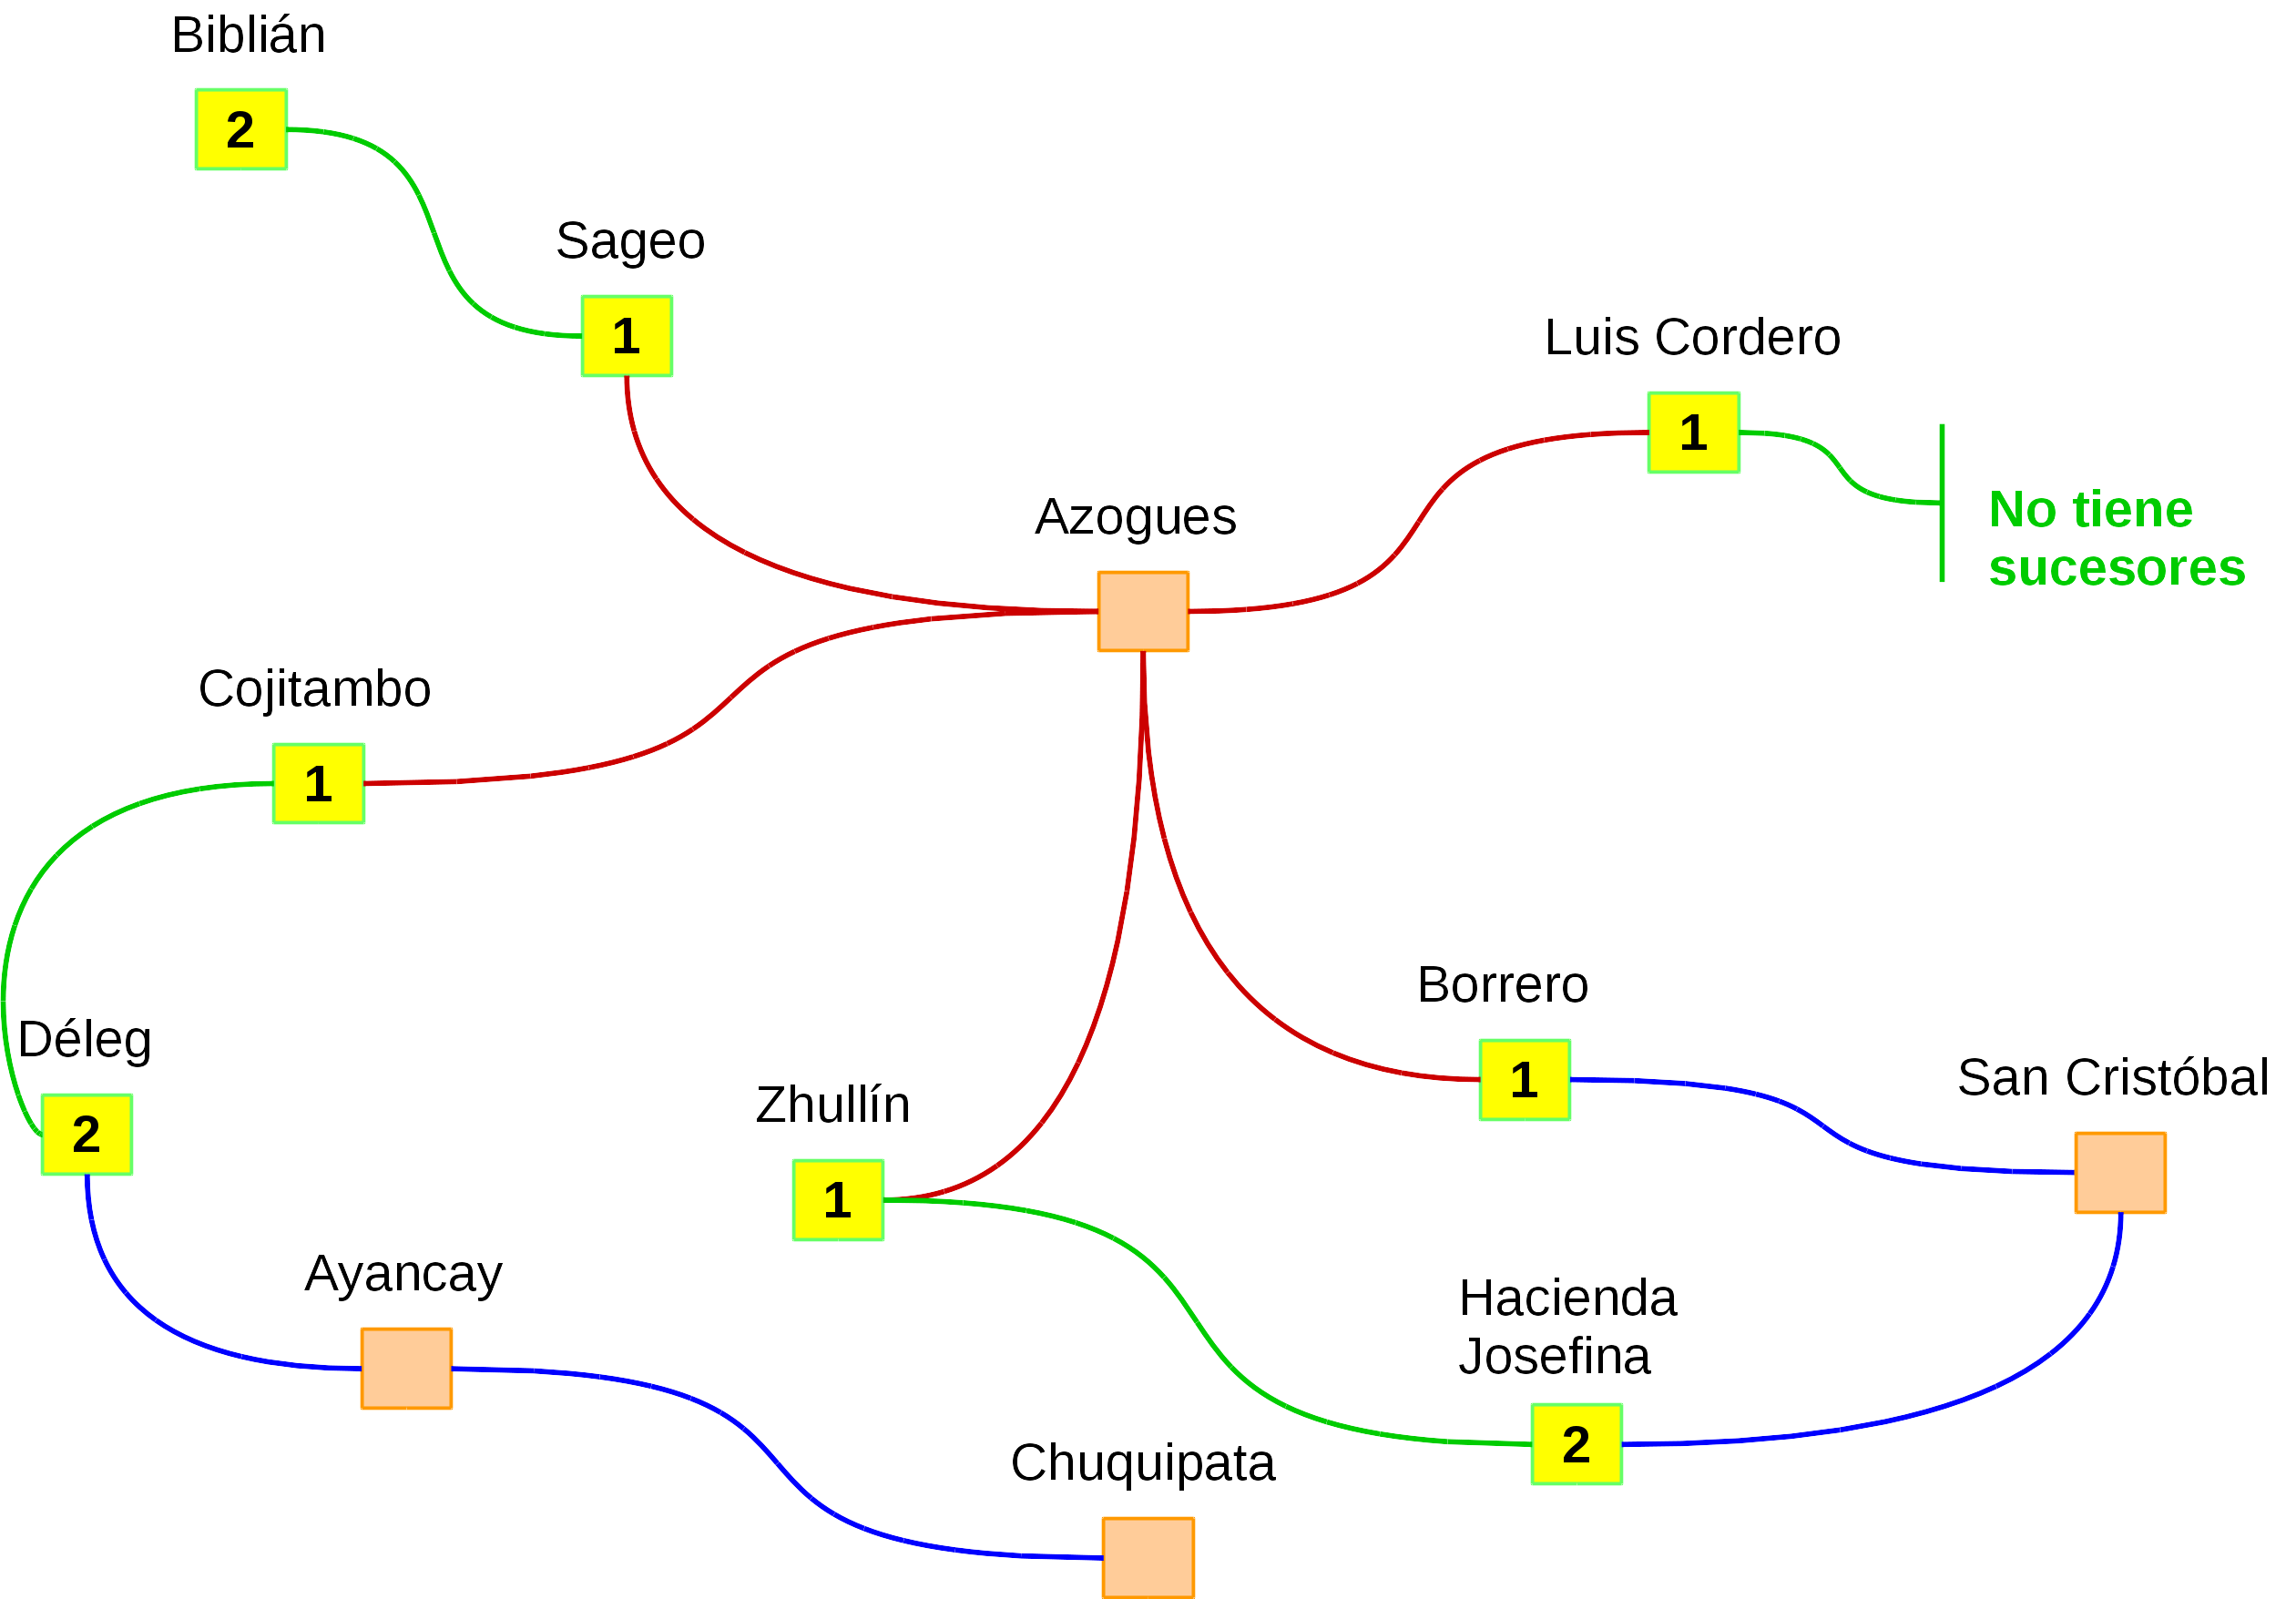 Biblián
2
Sageo
1
Luis Cordero
1
No tiene
sucesores
Azogues
Cojitambo
1
Borrero
1
Déleg
2
San Cristóbal
Zhullín
1
Ayancay
Hacienda
Josefina
2
Chuquipata